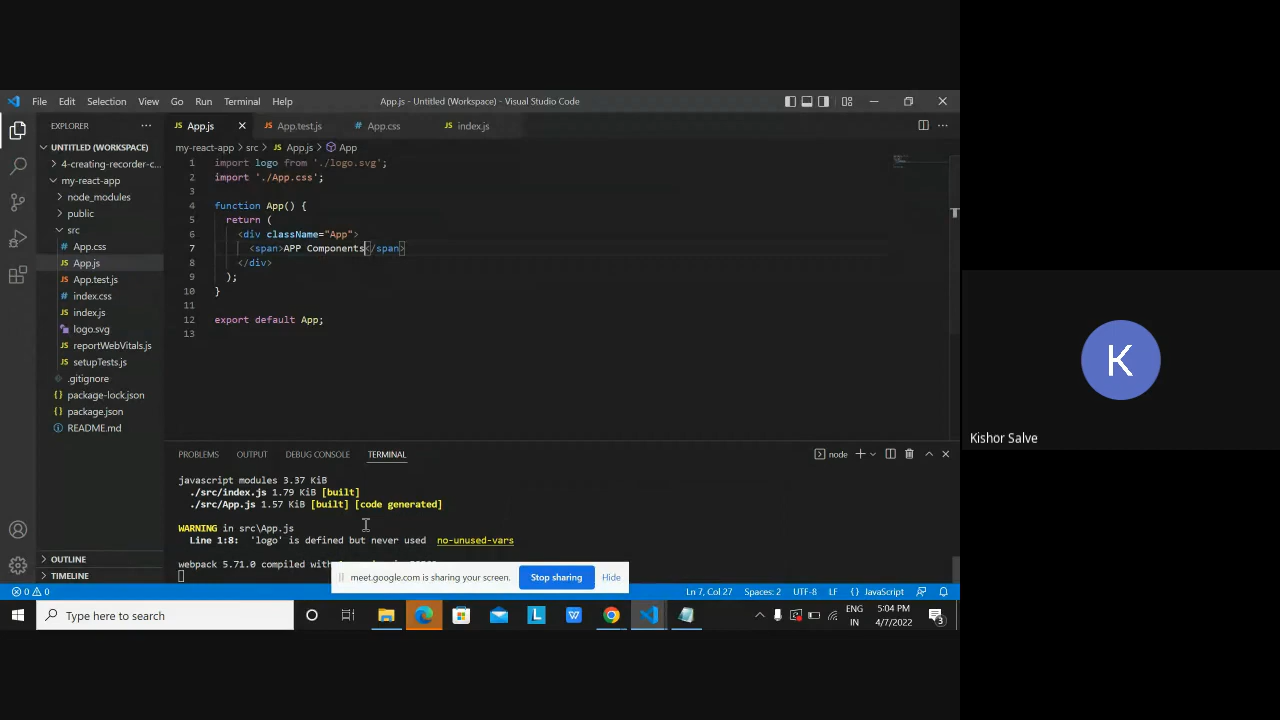 File Edit Selection View Go Run Terminal Help
App.js - Untitled (Workspace) - Visual Studio Code
EXPLORER
UNTITLED (WORKSPACE)
4-creating-recorder-c...
my-react-app
node_modules
public
src
App.css
App.js
App.test.js
index.css
index.js
logo.svg
reportWebVitals.js
setupTests.js
.gitignore
package-lock.json
package.json
README.md
OUTLINE
TIMELINE
App.js App.test.js App.css index.js
my-react-app > src > App.js > App
1 import logo from './logo.svg';
2 import './App.css';
3
4 function App() {
5 return (
6 <div className="App">
7 <span>APP Components</span>
8 </div>
9 );
10 }
11
12 export default App;
13
PROBLEMS OUTPUT DEBUG CONSOLE TERMINAL
node
javascript modules 3.37 KiB
./src/index.js 1.79 KiB [built]
./src/App.js 1.57 KiB [built] [code generated]
WARNING in src\App.js
Line 1:8: 'logo' is defined but never used no-unused-vars
webpack 5.71.0 compiled with
meet.google.com is sharing your screen. Stop sharing Hide
0 0
Ln 7, Col 27 Spaces: 2 UTF-8 LF {} JavaScript
Type here to search
ENG
IN
5:04 PM
4/7/2022
3
K
Kishor Salve